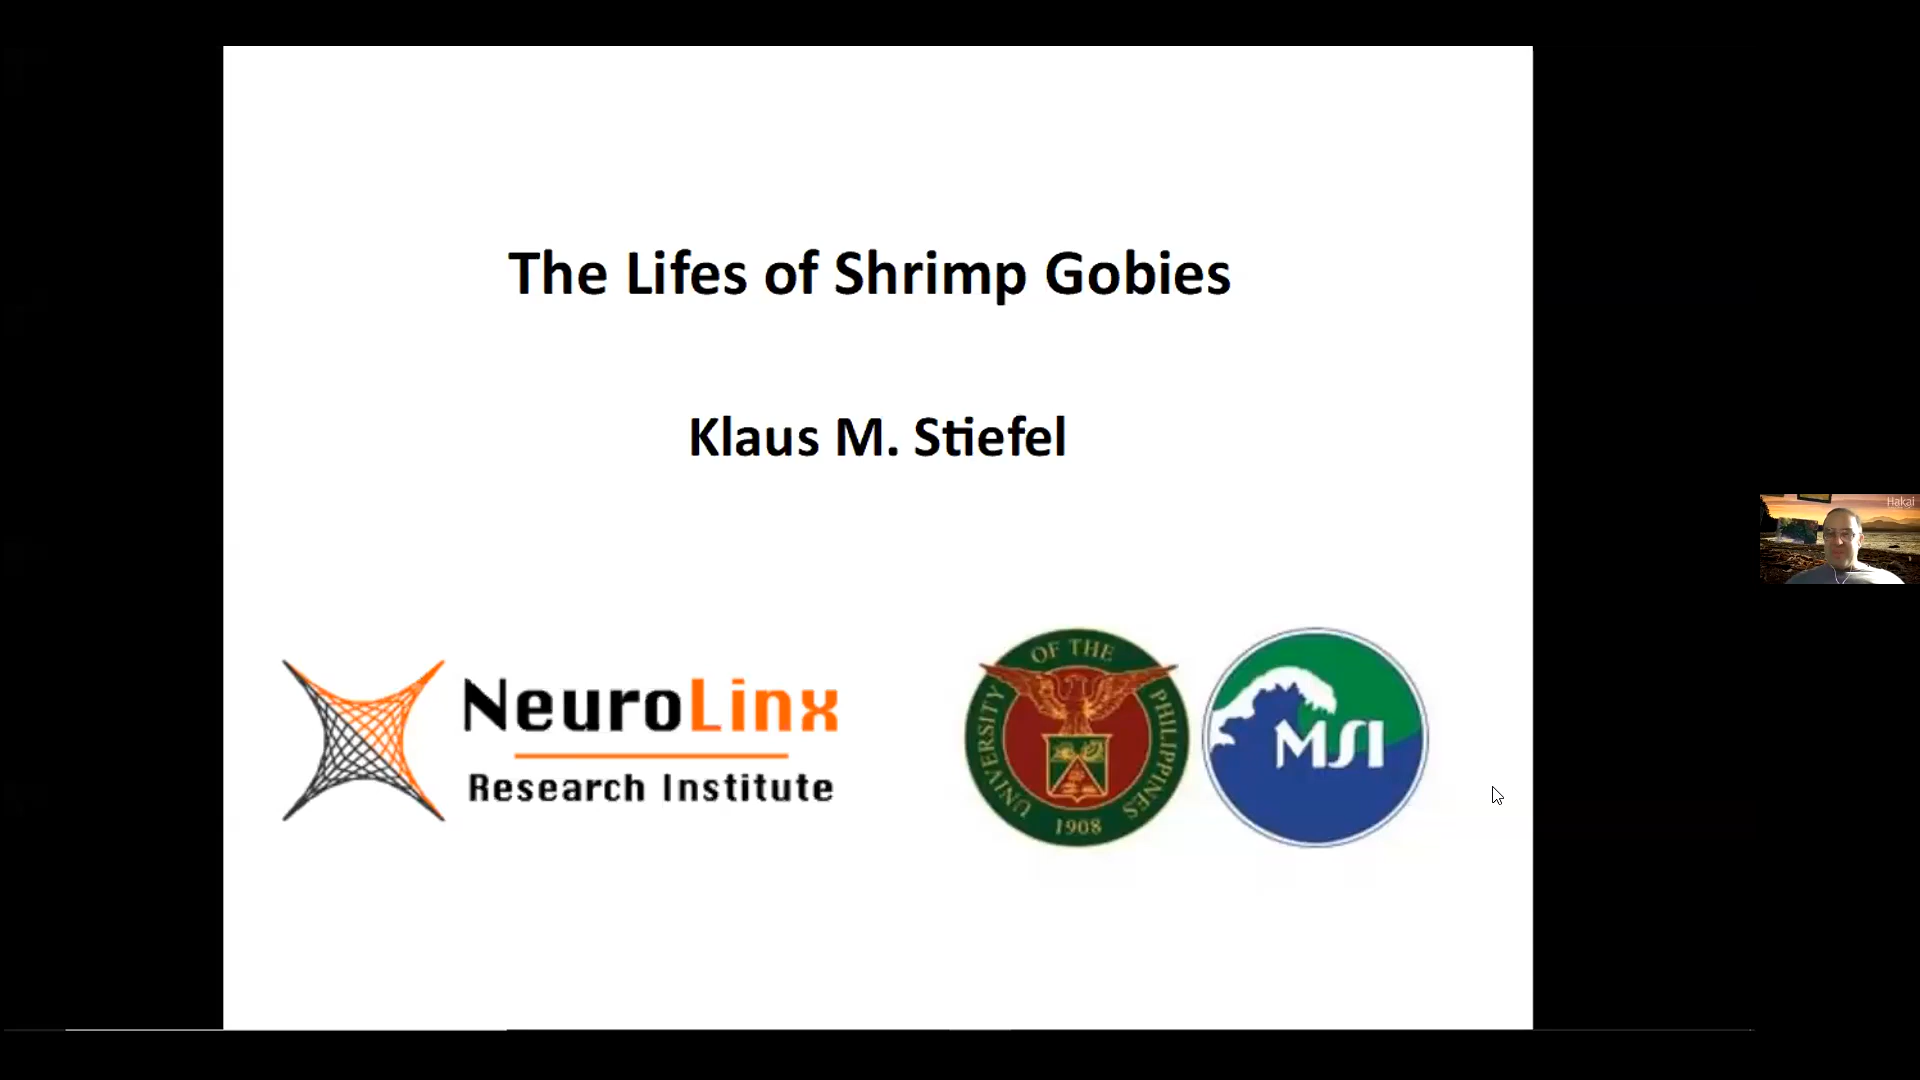 The Lifes of Shrimp Gobies
Klaus M. Stiefel
Hakai
NeuroLinx
Research Institute
UNIVERSITY OF THE PHILIPPINES
1908
MSI